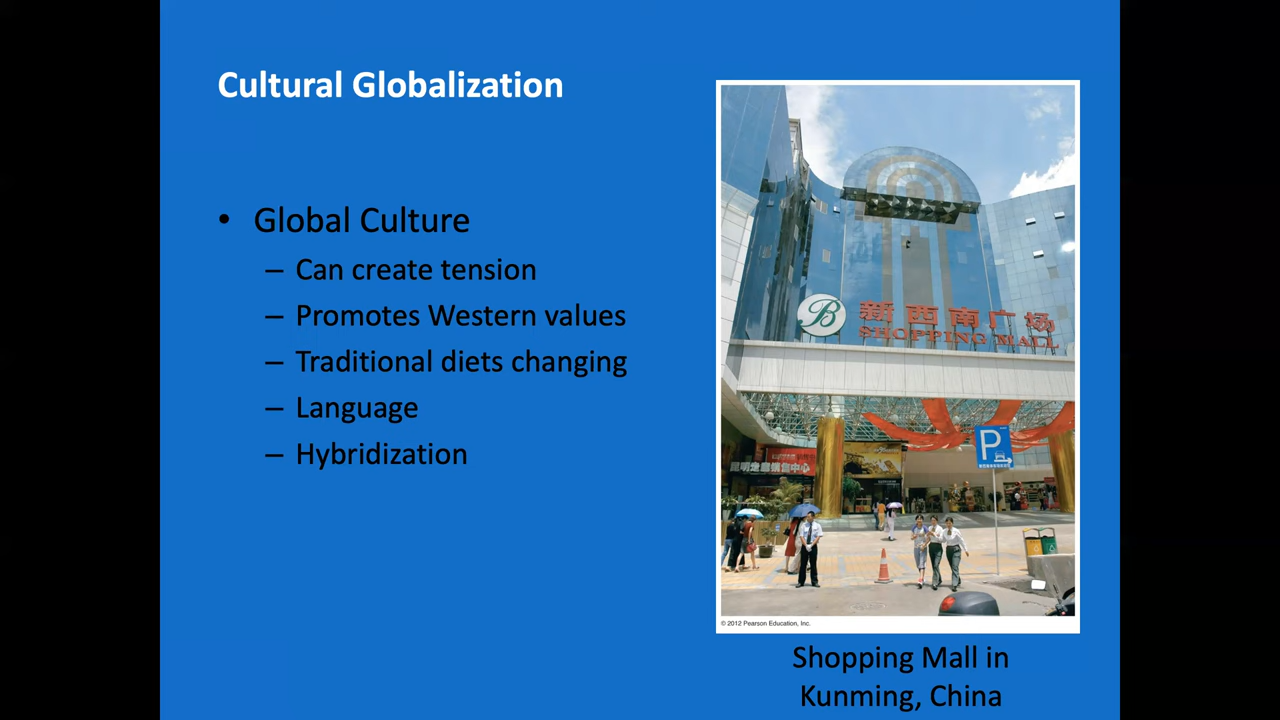 Cultural Globalization
• Global Culture
– Can create tension
– Promotes Western values
– Traditional diets changing
– Language
– Hybridization
B
新西南广场
SHOPPING MALL
P
© 2012 Pearson Education, Inc.
Shopping Mall in
Kunming, China